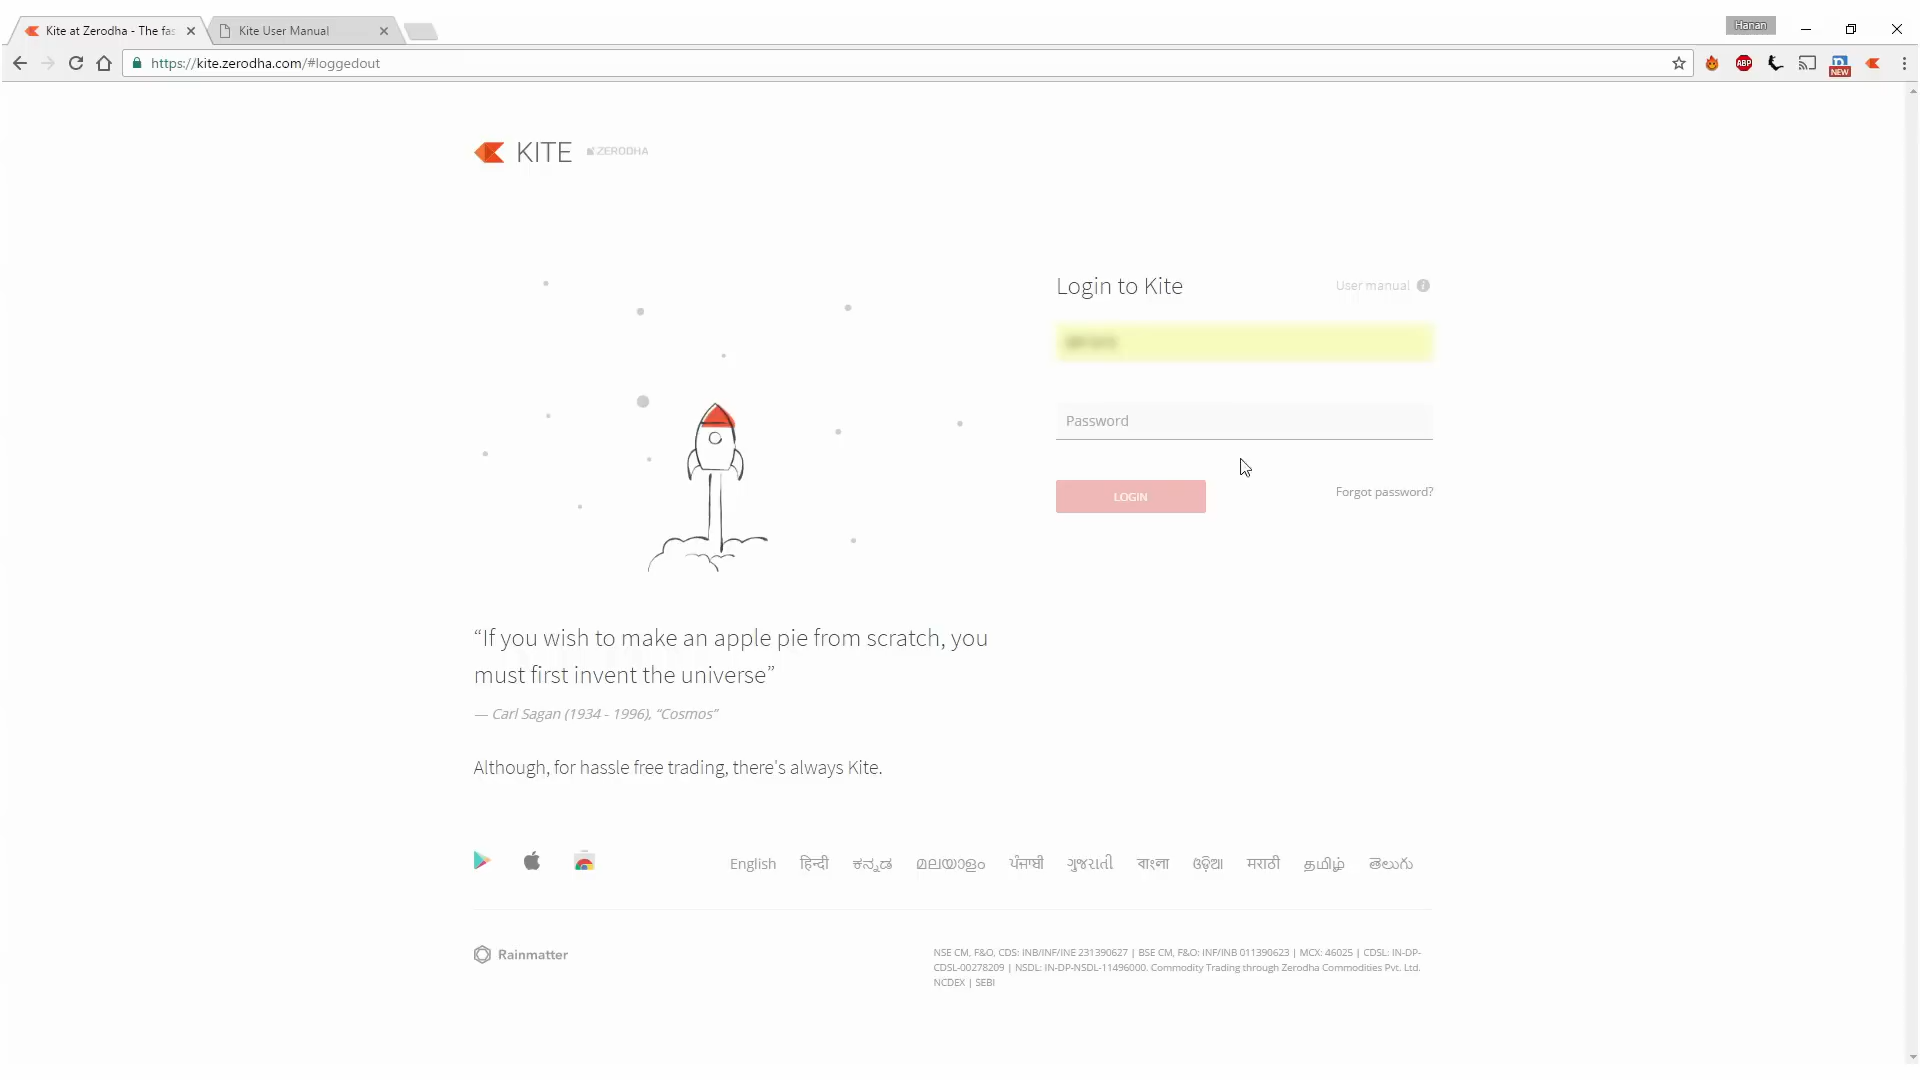 Kite at Zerodha - The fas
Kite User Manual
Hanan
https://kite.zerodha.com/#loggedout
ABP
NEW
KITE ZERODHA
Login to Kite
User manual
Password
LOGIN
Forgot password?
“If you wish to make an apple pie from scratch, you
must first invent the universe”
— Carl Sagan (1934 - 1996), “Cosmos”
Although, for hassle free trading, there's always Kite.
English हिन्दी ಕನ್ನಡ മലയാളം ਪੰਜਾਬੀ ગુજરાતી বাংলা ଓଡ଼ିଆ मराठी தமிழ் తెలుగు
Rainmatter
NSE CM, F&O, CDS: INB/INF/INE 231390627 | BSE CM, F&O: INF/INB 011390623 | MCX: 46025 | CDSL: IN-DP-
CDSL-00278209 | NSDL: IN-DP-NSDL-11496000. Commodity Trading through Zerodha Commodities Pvt. Ltd.
NCDEX | SEBI